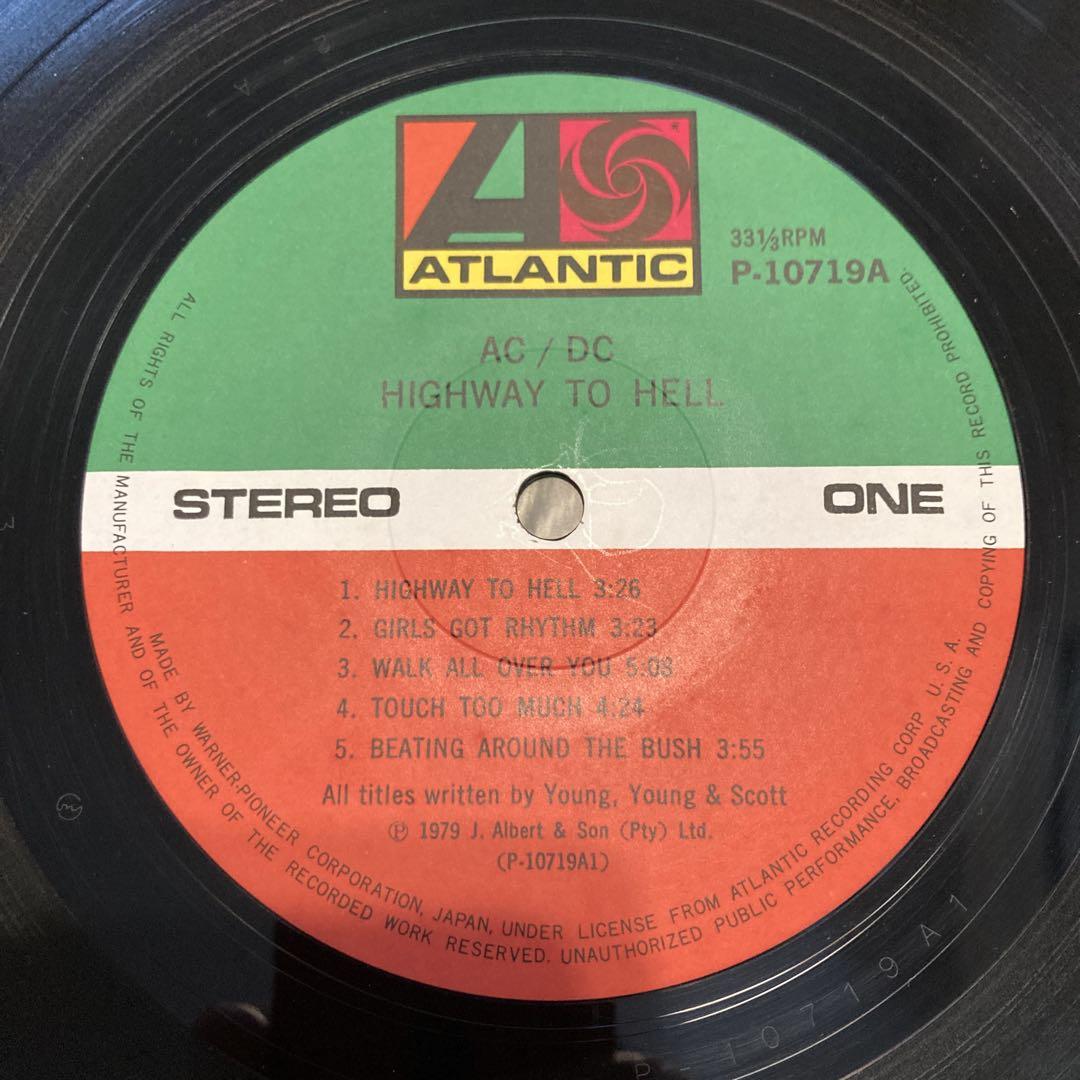 ATLANTIC
®
33⅓RPM
P-10719A
AC / DC
HIGHWAY TO HELL
STEREO
ONE
1. HIGHWAY TO HELL 3:26
2. GIRLS GOT RHYTHM 3:23
3. WALK ALL OVER YOU 5:08
4. TOUCH TOO MUCH 4:24
5. BEATING AROUND THE BUSH 3:55
All titles written by Young, Young & Scott
Ⓟ 1979 J. Albert & Son (Pty) Ltd.
(P-10719A1)
MADE BY WARNER-PIONEER CORPORATION, JAPAN, UNDER LICENSE FROM ATLANTIC RECORDING CORP U. S. A.
ALL RIGHTS OF THE MANUFACTURER AND OF THE OWNER OF THE RECORDED WORK RESERVED. UNAUTHORIZED PUBLIC PERFORMANCE, BROADCASTING AND COPYING OF THIS RECORD PROHIBITED.
P-10719A1